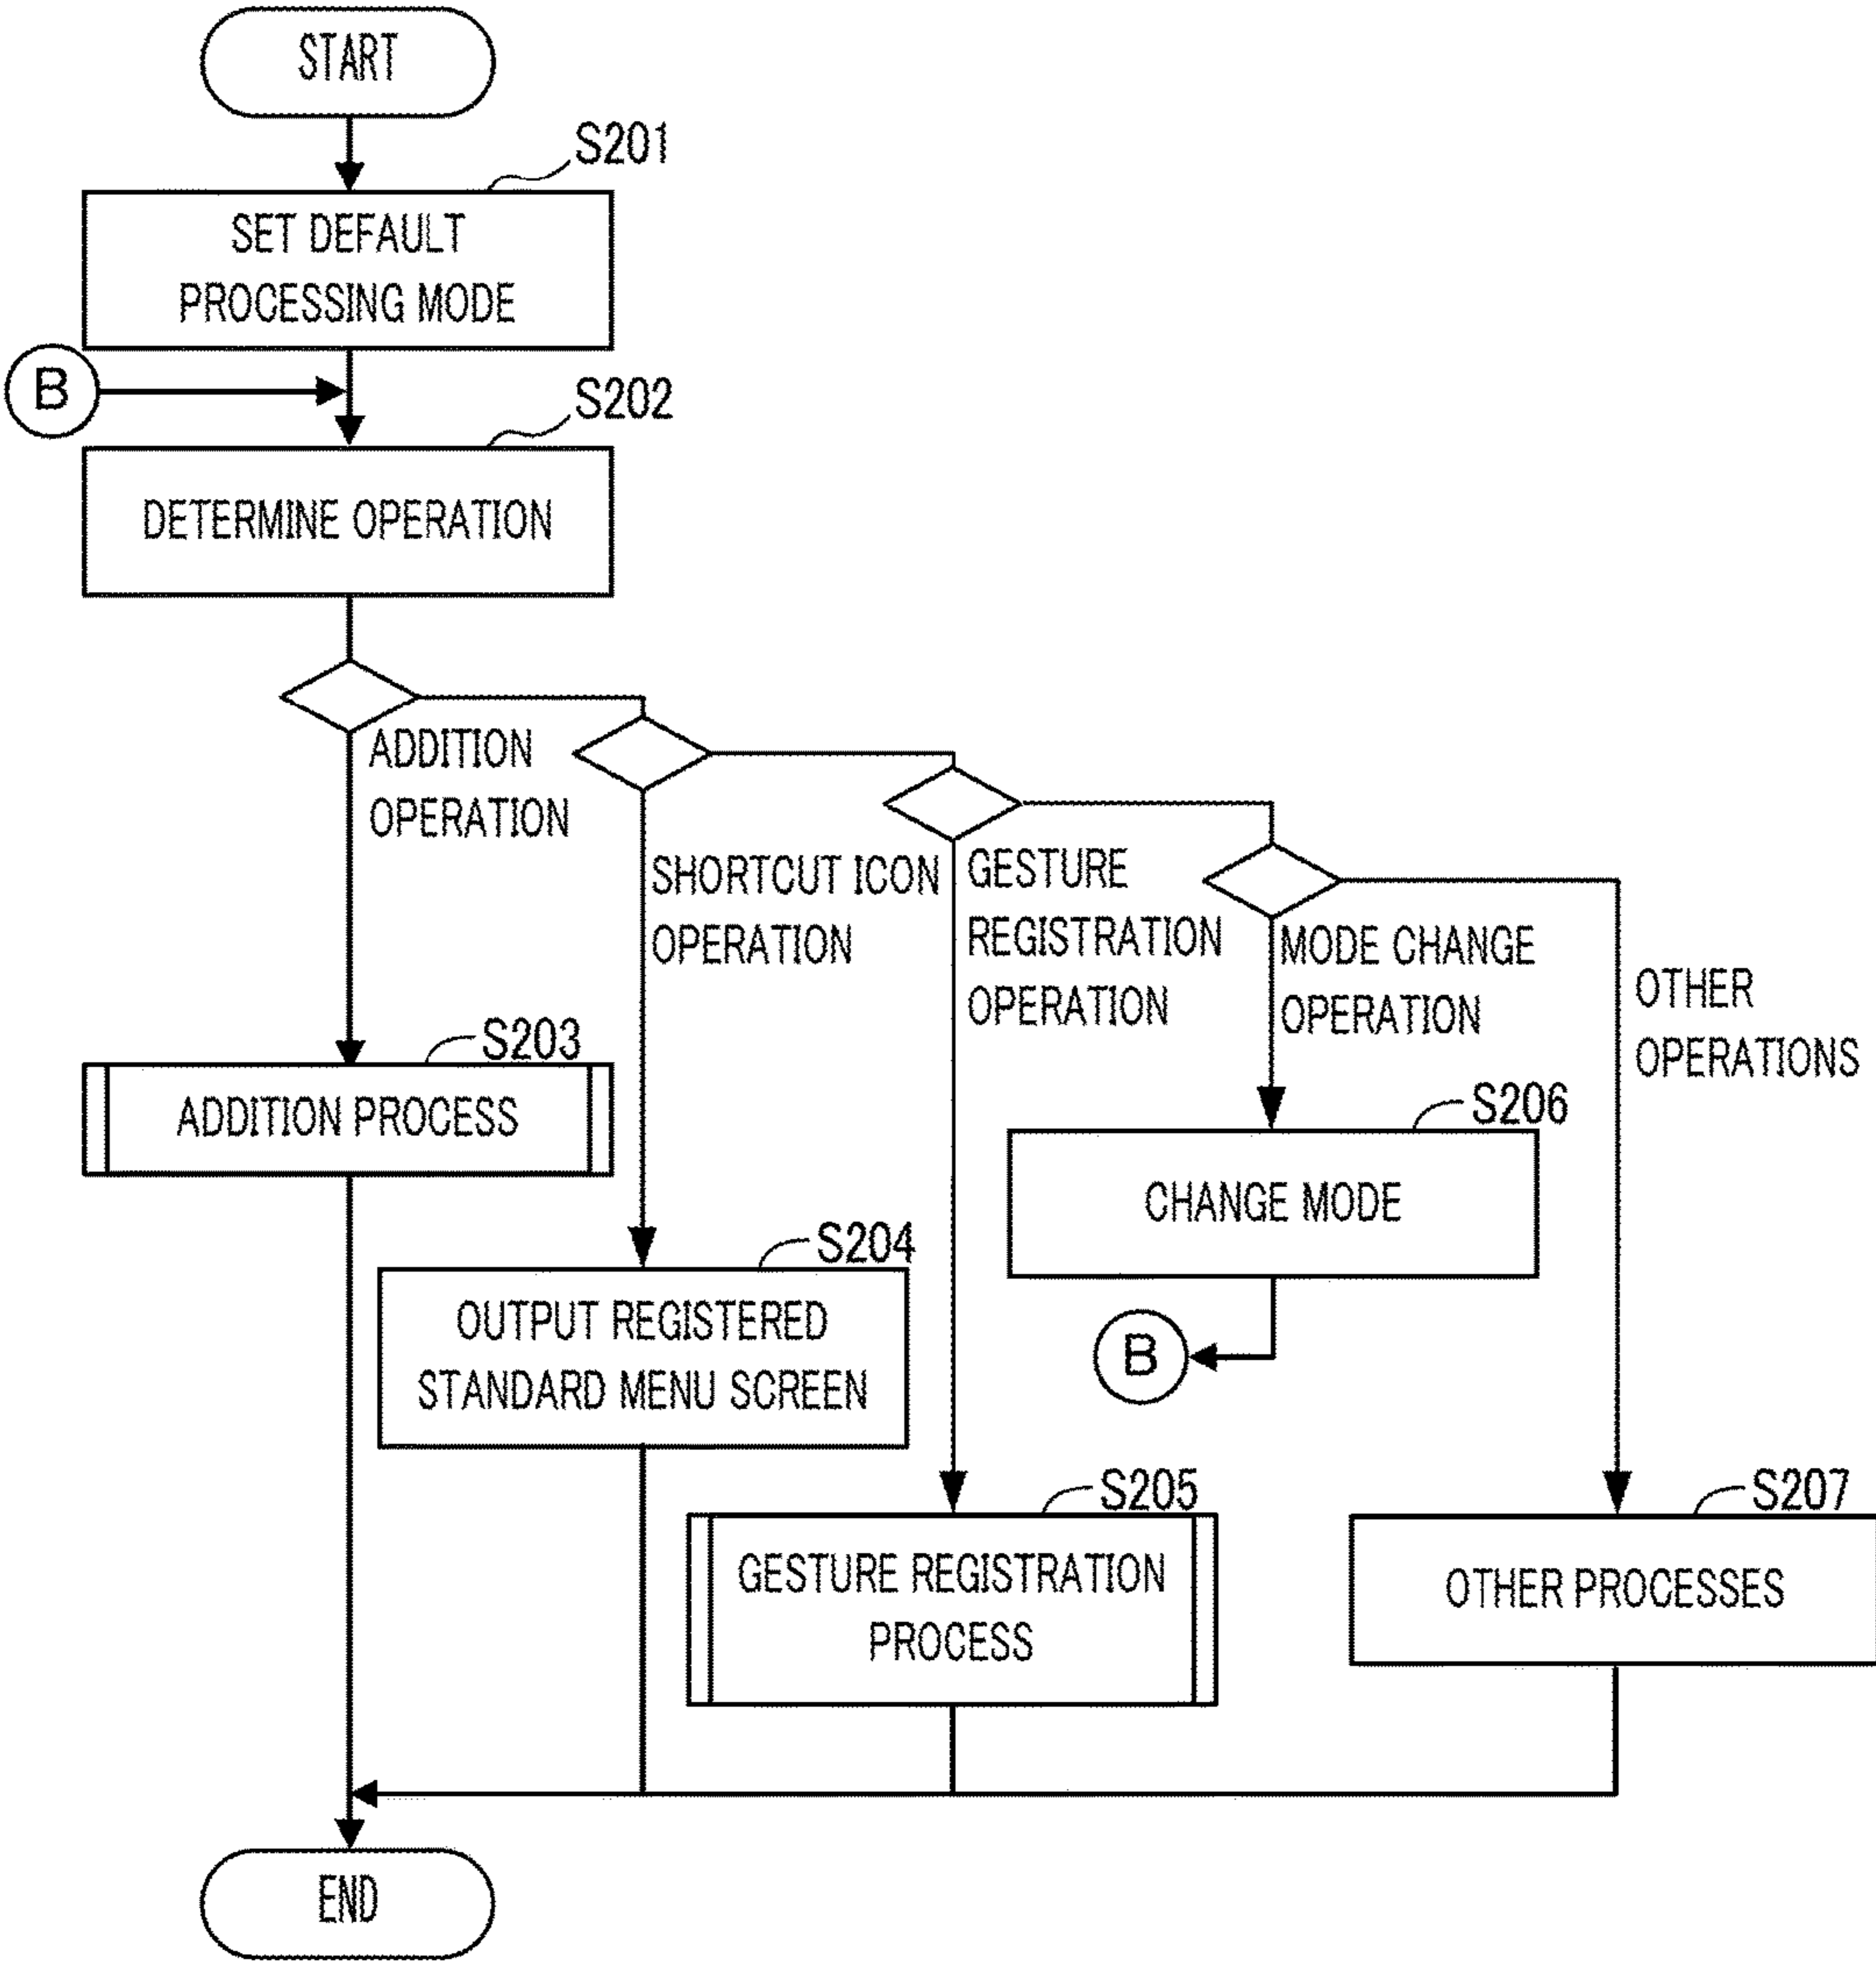 START
S201
SET DEFAULT
PROCESSING MODE
B
S202
DETERMINE OPERATION
ADDITION
OPERATION
SHORTCUT ICON
OPERATION
GESTURE
REGISTRATION
OPERATION
MODE CHANGE
OPERATION
OTHER
OPERATIONS
S203
ADDITION PROCESS
S204
OUTPUT REGISTERED
STANDARD MENU SCREEN
S205
GESTURE REGISTRATION
PROCESS
S206
CHANGE MODE
B
S207
OTHER PROCESSES
END